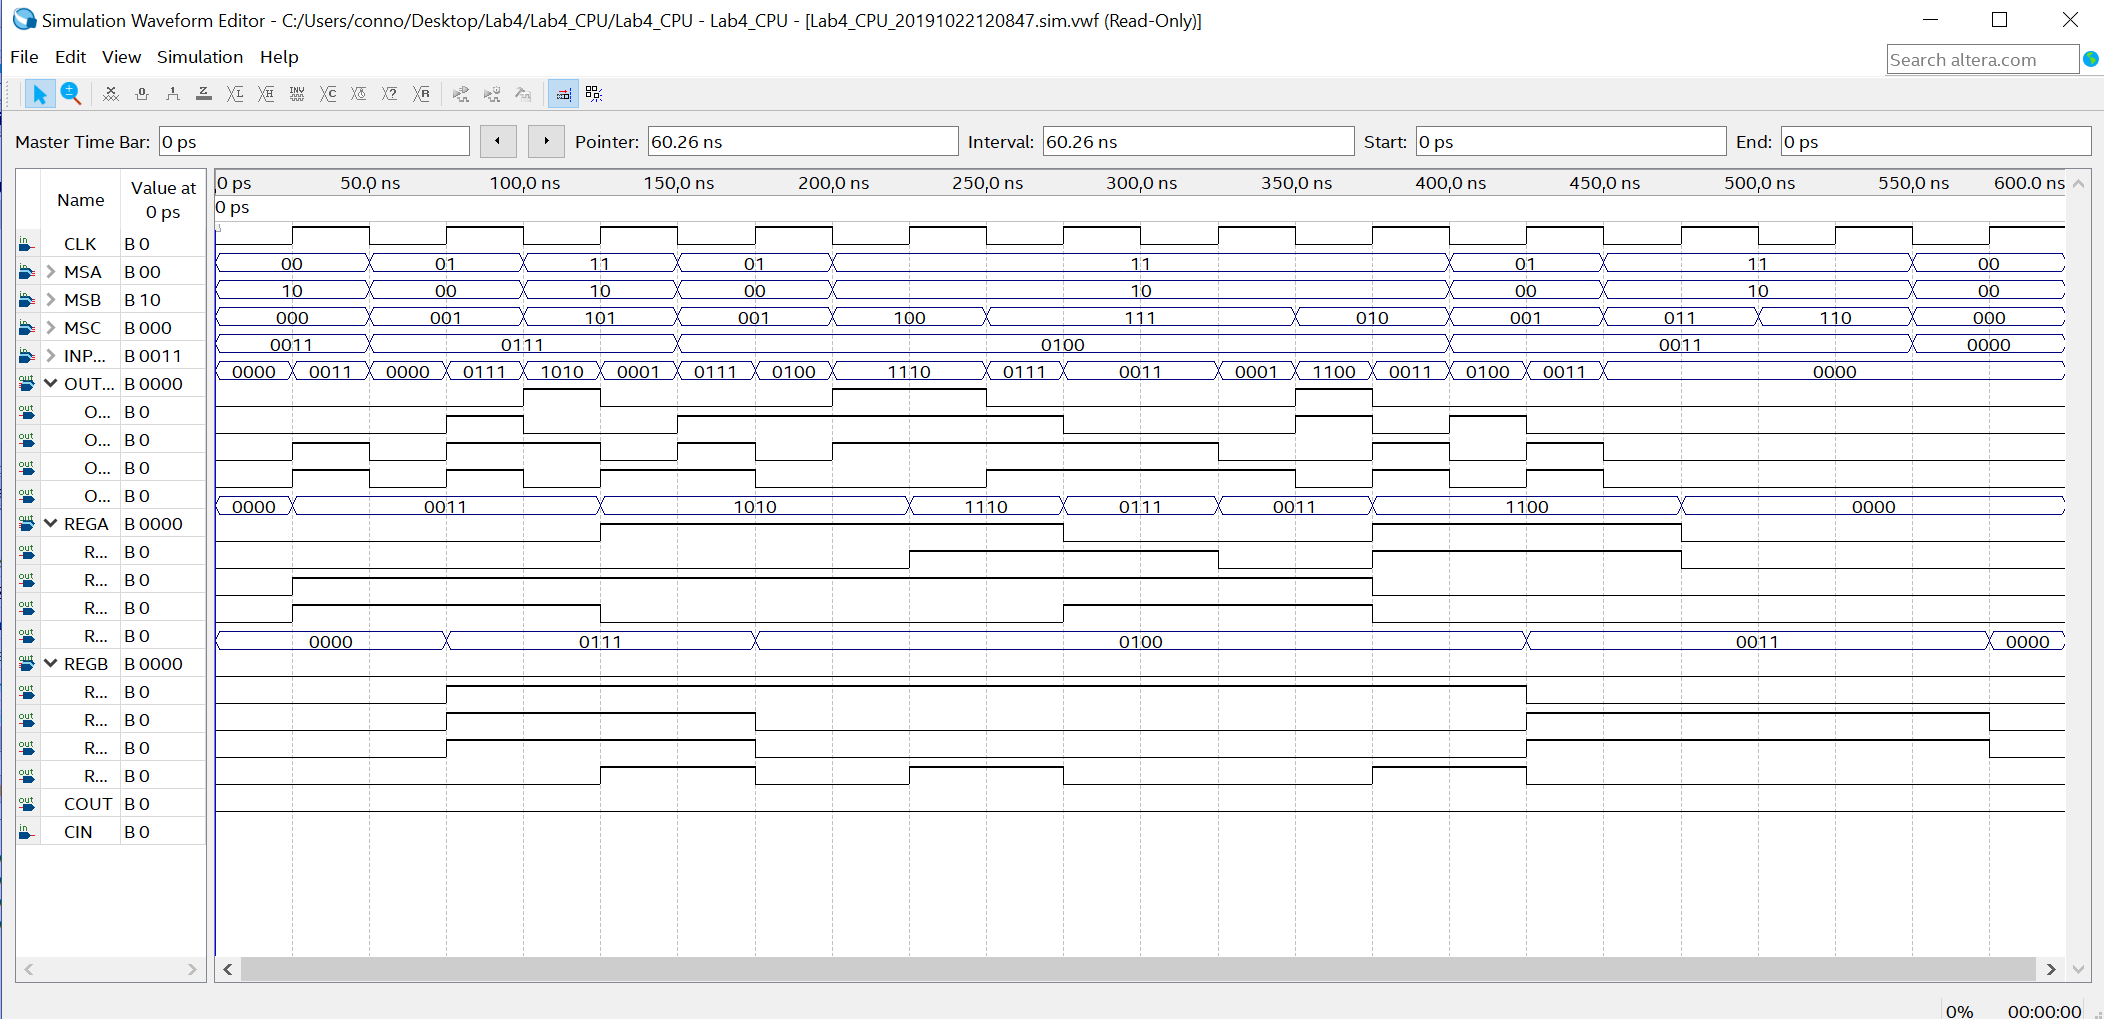 Simulation Waveform Editor - C:/Users/conno/Desktop/Lab4/Lab4_CPU/Lab4_CPU - Lab4_CPU - [Lab4_CPU_20191022120847.sim.vwf (Read-Only)]
File Edit View Simulation Help
Search altera.com
Master Time Bar: 0 ps Pointer: 60.26 ns Interval: 60.26 ns Start: 0 ps End: 0 ps
Name Value at 0 ps
0 ps 50.0 ns 100.0 ns 150.0 ns 200.0 ns 250.0 ns 300.0 ns 350.0 ns 400.0 ns 450.0 ns 500.0 ns 550.0 ns 600.0 ns
0 ps
CLK B 0
MSA B 00 00 01 11 01 11 01 11 00
MSB B 10 10 00 10 00 10 00 10 00
MSC B 000 000 001 101 001 100 111 010 001 011 110 000
INP... B 0011 0011 0111 0100 0011 0000
OUT... B 0000 0000 0011 0000 0111 1010 0001 0111 0100 1110 0111 0011 0001 1100 0011 0100 0011 0000
O... B 0
O... B 0
O... B 0
O... B 0
REGA B 0000 0000 0011 1010 1110 0111 0011 1100 0000
R... B 0
R... B 0
R... B 0
R... B 0
REGB B 0000 0000 0111 0100 0011 0000
R... B 0
R... B 0
R... B 0
R... B 0
COUT B 0
CIN B 0
0% 00:00:00